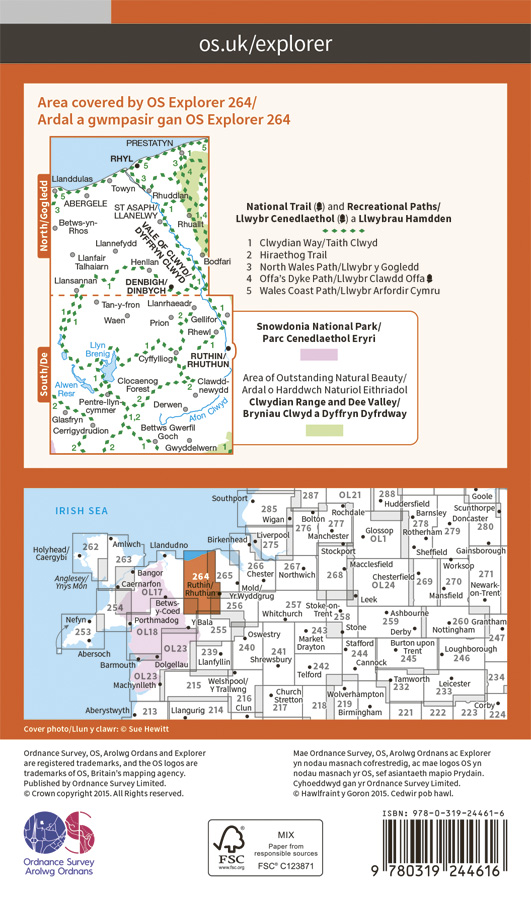 os.uk/explorer
Area covered by OS Explorer 264/
Ardal a gwmpasir gan OS Explorer 264
North/Gogledd
South/De
PRESTATYN
RHYL
Llanddulas
Towyn
Rhuddlan
ABERGELE
ST ASAPH/
LLANELWY
Betws-yn-
Rhos
Rhuallt
VALE OF CLWYD/
DYFFRYN CLWYD
Llannefydd
Llanfair
Talhaiarn
Henllan
Bodfari
Llansannan
DENBIGH/
DINBYCH
Tan-y-fron
Llanrhaeadr
Waen
Prion
Gellifor
Rhewl
Llyn
Brenig
Cyffylliog
RUTHIN/
RHUTHUN
Alwen
Resr
Clocaenog
Forest
Clawdd-
newydd
Pentre-llyn-
cymmer
Derwen
Afon Clwyd
Glasfryn
Cerrigydrudion
Bettws Gwerfil
Goch
Gwyddelwern
National Trail () and Recreational Paths/
Llwybr Cenedlaethol () a Llwybrau Hamdden
1 Clwydian Way/Taith Clwyd
2 Hiraethog Trail
3 North Wales Path/Llwybr y Gogledd
4 Offa's Dyke Path/Llwybr Clawdd Offa
5 Wales Coast Path/Llwybr Arfordir Cymru
Snowdonia National Park/
Parc Cenedlaethol Eryri
Area of Outstanding Natural Beauty/
Ardal o Harddwch Naturiol Eithriadol
Clwydian Range and Dee Valley/
Bryniau Clwyd a Dyffryn Dyfrdwy
IRISH SEA
Southport
285
287
OL21
288
Goole
Wigan
Bolton
Rochdale
Huddersfield
Barnsley
Scunthorpe
276
277
278
279
Doncaster
280
Holyhead/
Caergybi
262
Amlwch
Llandudno
Birkenhead
Liverpool
275
Manchester
Glossop
OL1
Rotherham
Stockport
Sheffield
Gainsborough
263
Bangor
Anglesey/
Ynys Môn
Caernarfon
OL17
264
Ruthin/
Rhuthun
265
266
Chester
267
Northwich
268
Macclesfield
Chesterfield
OL24
269
Worksop
270
271
Mansfield
Newark-
on-Trent
Mold/
Yr Wyddgrug
254
Betws-
y-Coed
256
257
Whitchurch
Stoke-on-
Trent
258
Leek
Nefyn
253
Porthmadog
OL18
Y Bala
255
Oswestry
243
Market
Drayton
Stone
Ashbourne
259
Derby
260
Nottingham
Grantham
247
Abersoch
OL23
239
Llanfyllin
240
241
Shrewsbury
Stafford
244
Cannock
Burton upon
Trent
245
Loughborough
246
Barmouth
Dolgellau
242
Telford
OL23
Machynlleth
215
Welshpool/
Y Trallwng
216
Church
Stretton
217
218
Wolverhampton
219
Birmingham
Tamworth
232
Leicester
233
234
Aberystwyth
213
Llangurig
214
Clun
221
222
223
Corby
224
Cover photo/Llun y clawr: © Sue Hewitt
Ordnance Survey, OS, Arolwg Ordans and Explorer
are registered trademarks, and the OS logos are
trademarks of OS, Britain's mapping agency.
Published by Ordnance Survey Limited.
© Crown copyright 2015. All rights reserved.
Mae Ordnance Survey, OS, Arolwg Ordnans ac Explorer
yn nodau masnach cofrestredig, ac mae logos OS yn
nodau masnach yr OS, sef asiantaeth mapio Prydain.
Cyhoeddwyd gan yr Ordnance Survey Limited.
© Hawlfraint y Goron 2015. Cedwir pob hawl.
Ordnance Survey
Arolwg Ordnans
FSC
www.fsc.org
MIX
Paper from
responsible sources
FSC® C123871
ISBN: 978-0-319-24461-6
9 780319 244616